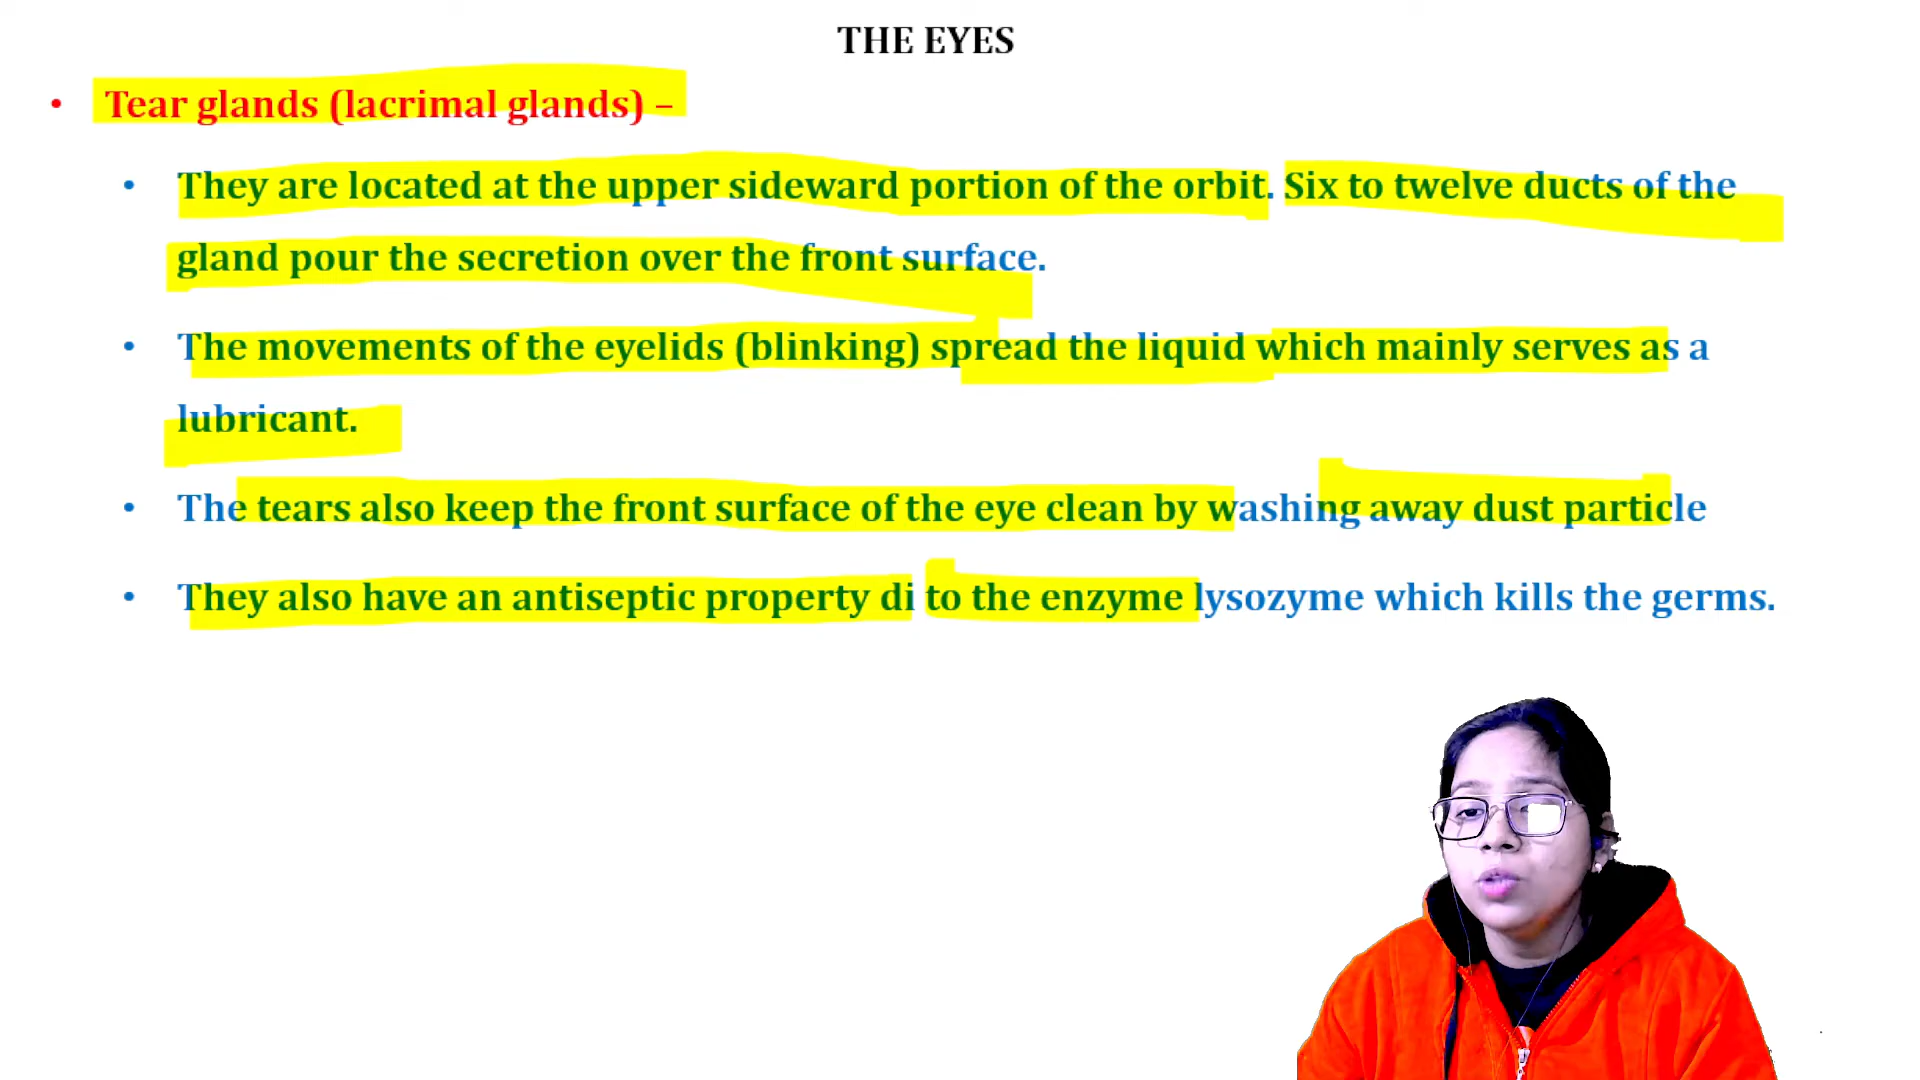 THE EYES
• Tear glands (lacrimal glands) –
• They are located at the upper sideward portion of the orbit. Six to twelve ducts of the
gland pour the secretion over the front surface.
• The movements of the eyelids (blinking) spread the liquid which mainly serves as a
lubricant.
• The tears also keep the front surface of the eye clean by washing away dust particle
• They also have an antiseptic property di to the enzyme lysozyme which kills the germs.